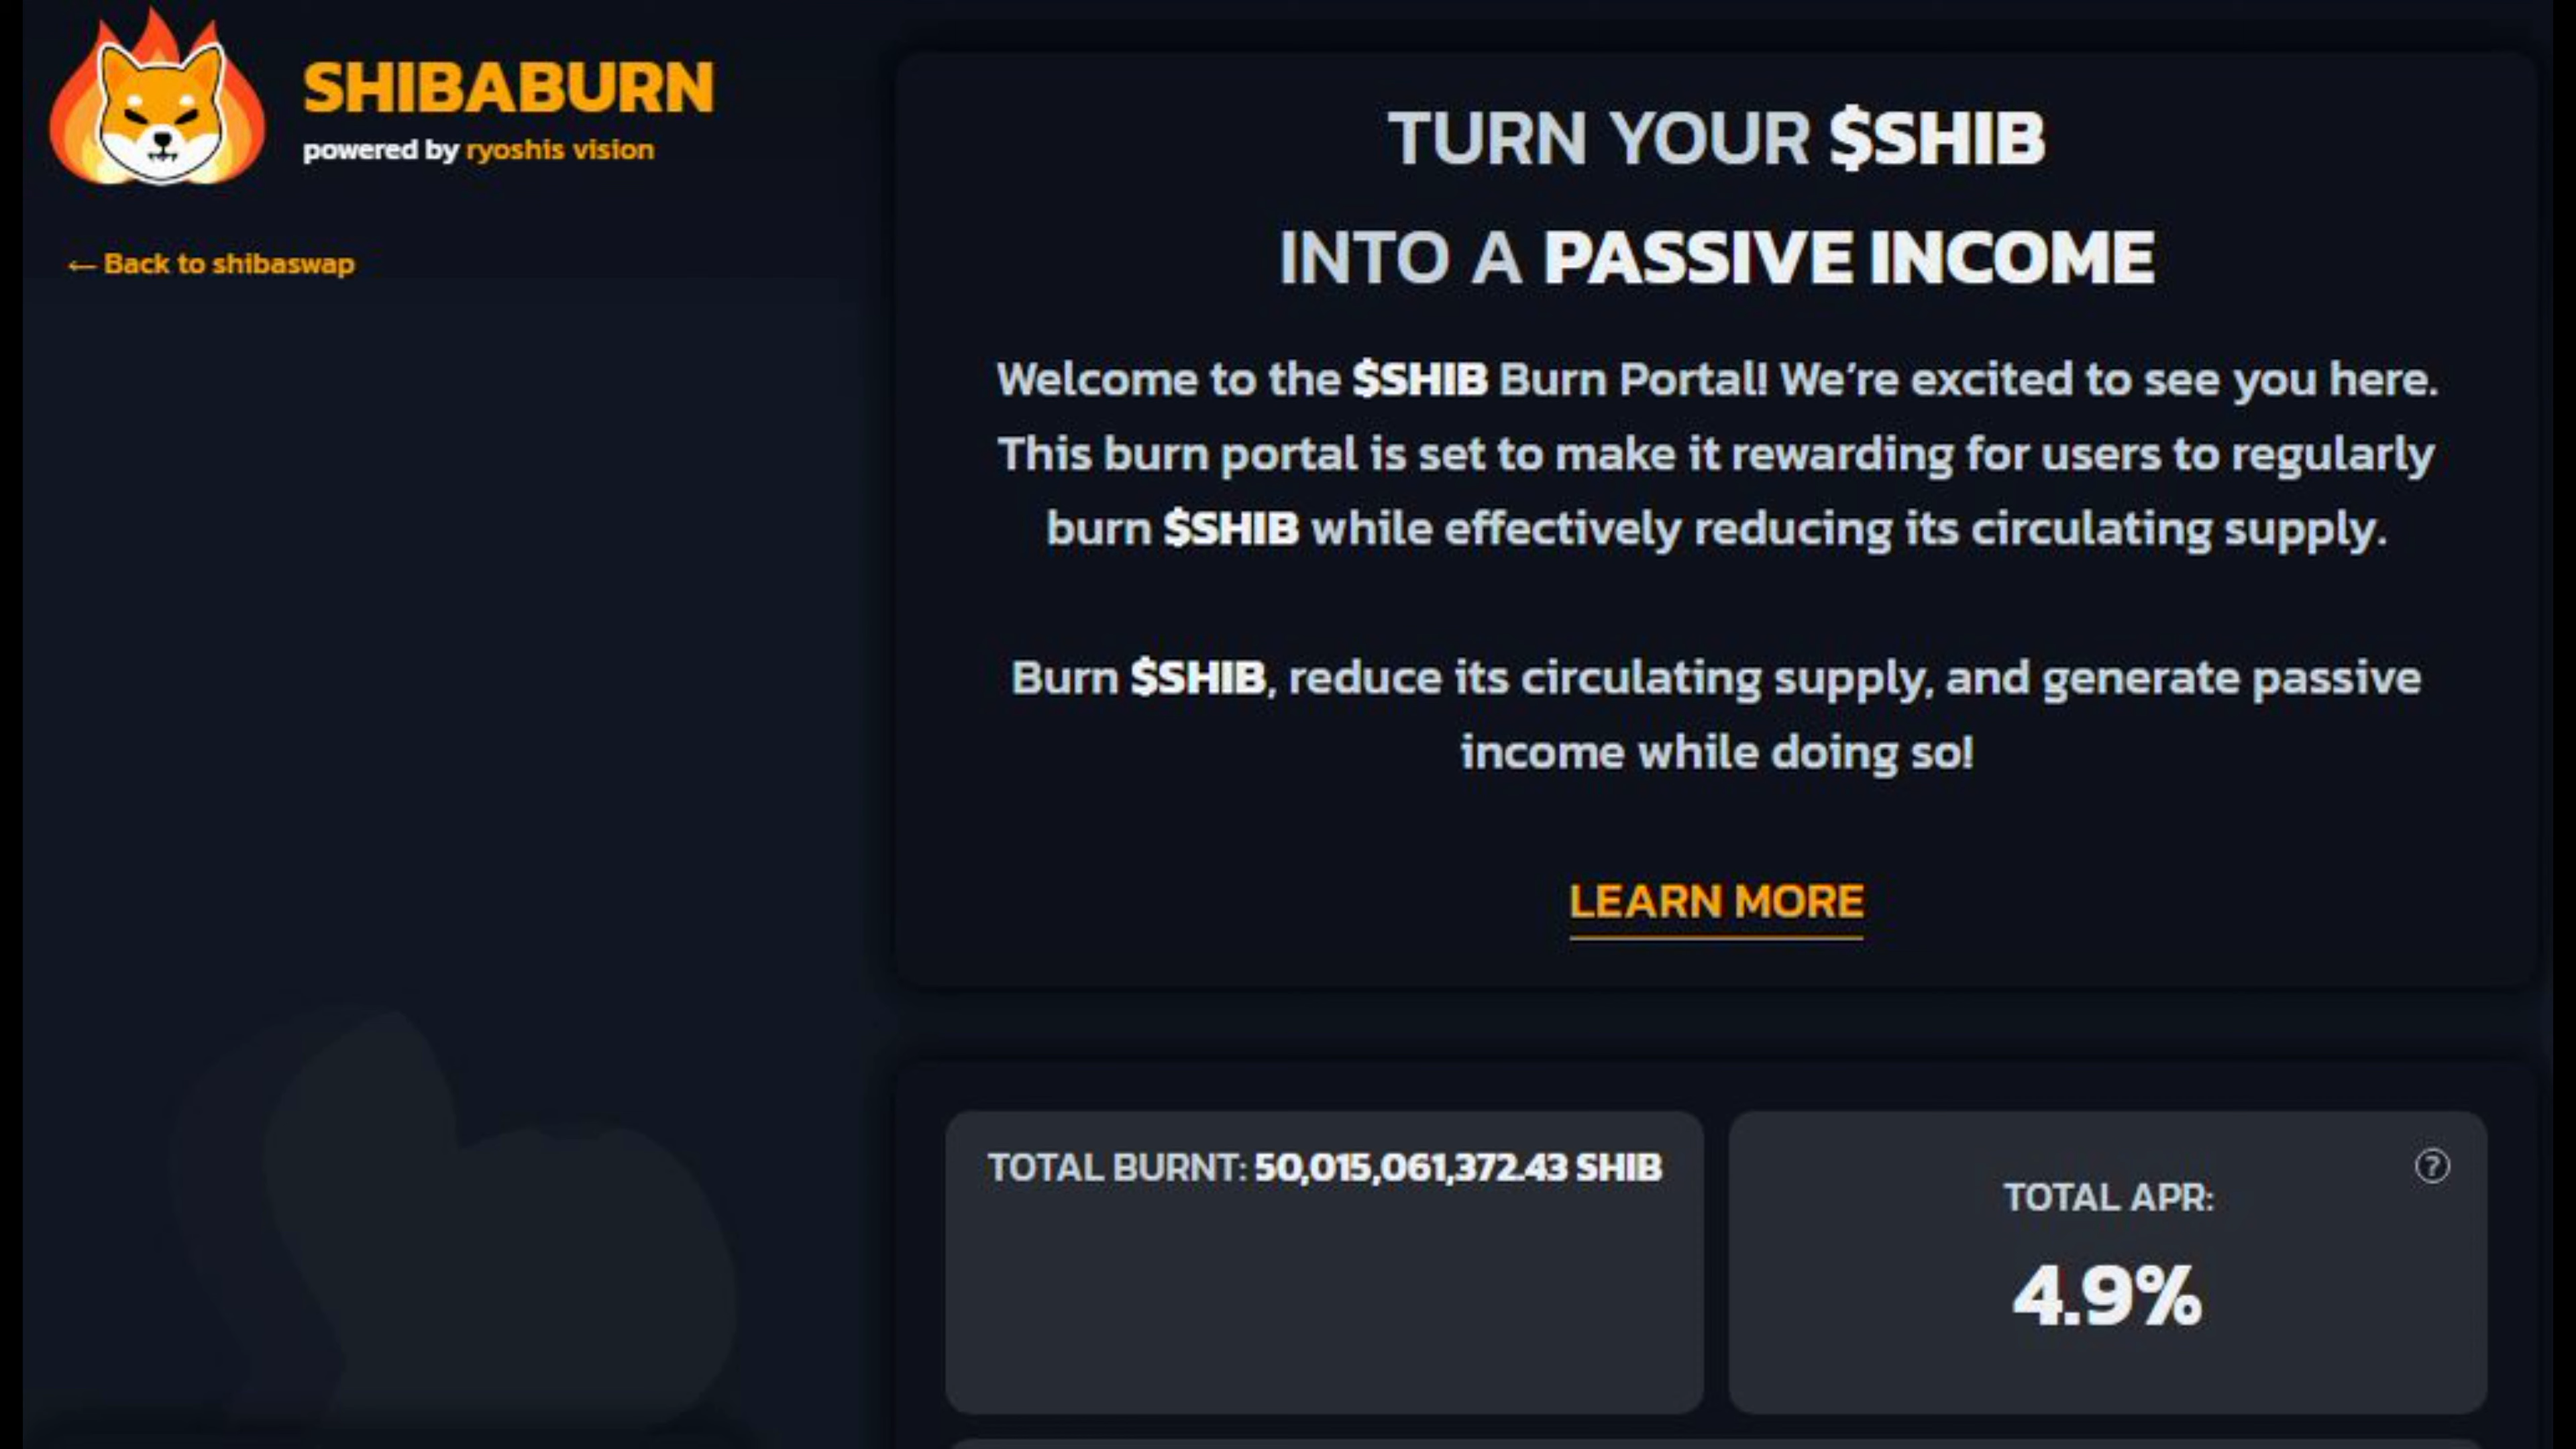 SHIBABURN
powered by ryoshis vision
← Back to shibaswap
TURN YOUR $SHIB
INTO A PASSIVE INCOME
Welcome to the $SHIB Burn Portal! We’re excited to see you here.
This burn portal is set to make it rewarding for users to regularly
burn $SHIB while effectively reducing its circulating supply.
Burn $SHIB, reduce its circulating supply, and generate passive
income while doing so!
LEARN MORE
TOTAL BURNT: 50,015,061,372.43 SHIB
?
TOTAL APR:
4.9%